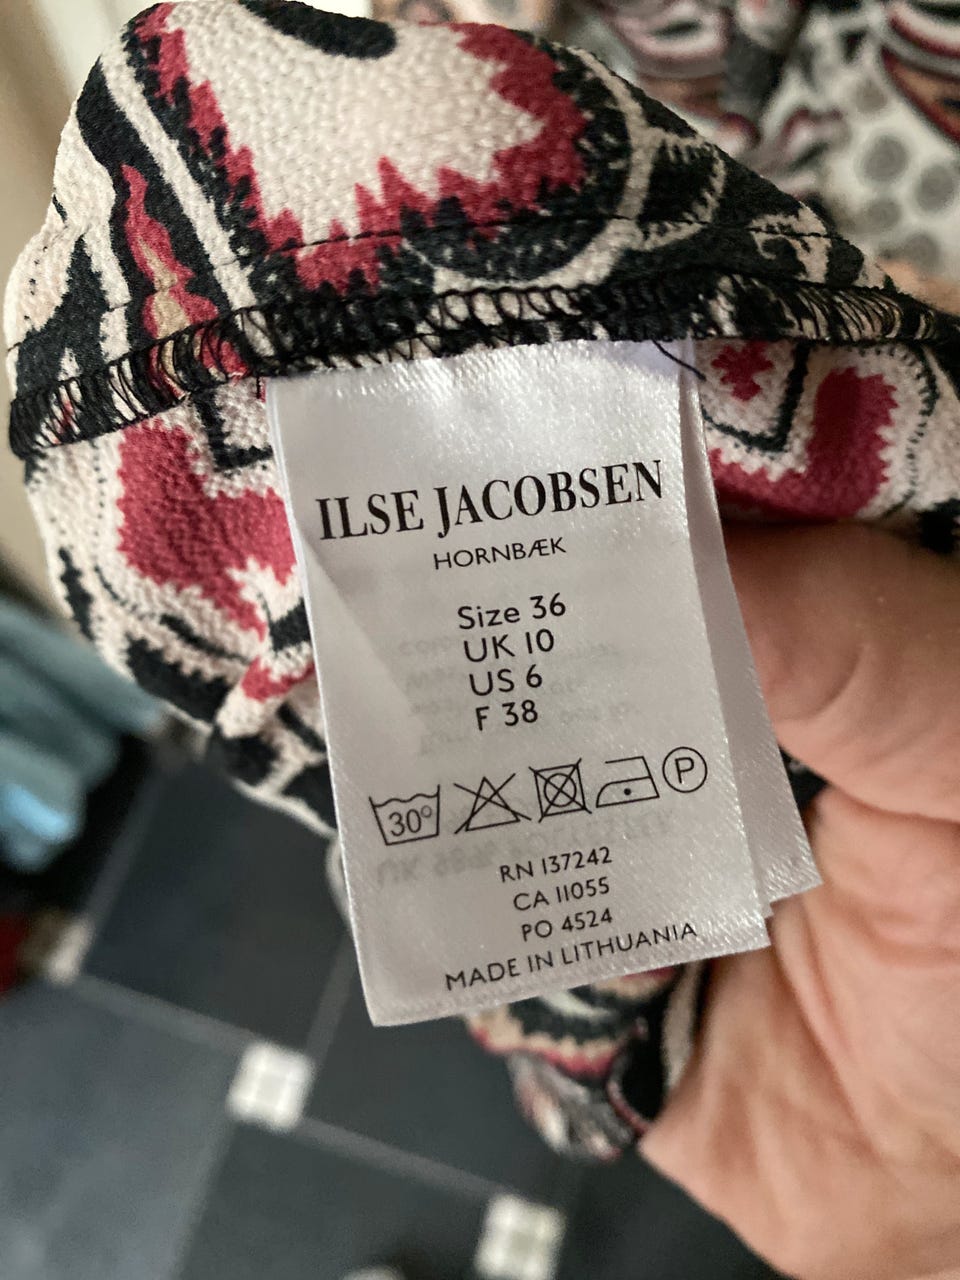 ILSE JACOBSEN
HORNBÆK
Size 36
UK 10
US 6
F 38
30°
P
RN 137242
CA 11055
PO 4524
MADE IN LITHUANIA